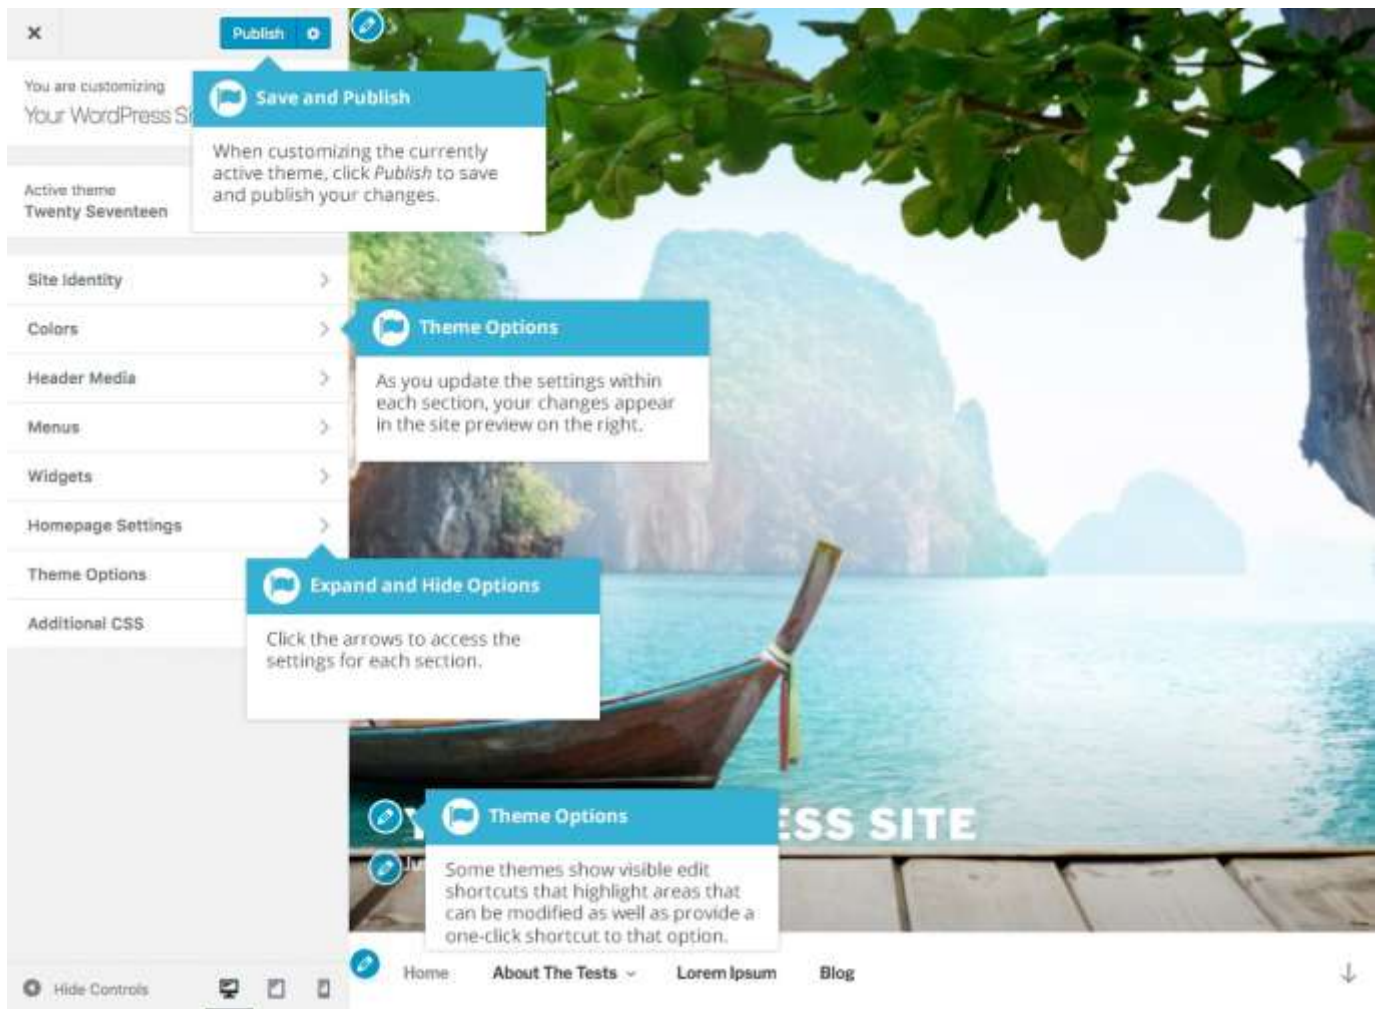 Publish
You are customizing
Your WordPress
Save and Publish
When customizing the currently
active theme, click Publish to save
and publish your changes.
Active theme
Twenty Seventeen
Site Identity
Colors
Header Media
Menus
Widgets
Homepage Settings
Theme Options
Additional CSS
Theme Options
As you update the settings within
each section, your changes appear
in the site preview on the right.
Expand and Hide Options
Click the arrows to access the
settings for each section.
ESS SITE
Theme Options
Some themes show visible edit
shortcuts that highlight areas that
can be modified as well as provide a
one-click shortcut to that option.
Home About The Tests Lorem Ipsum Blog
Hide Controls